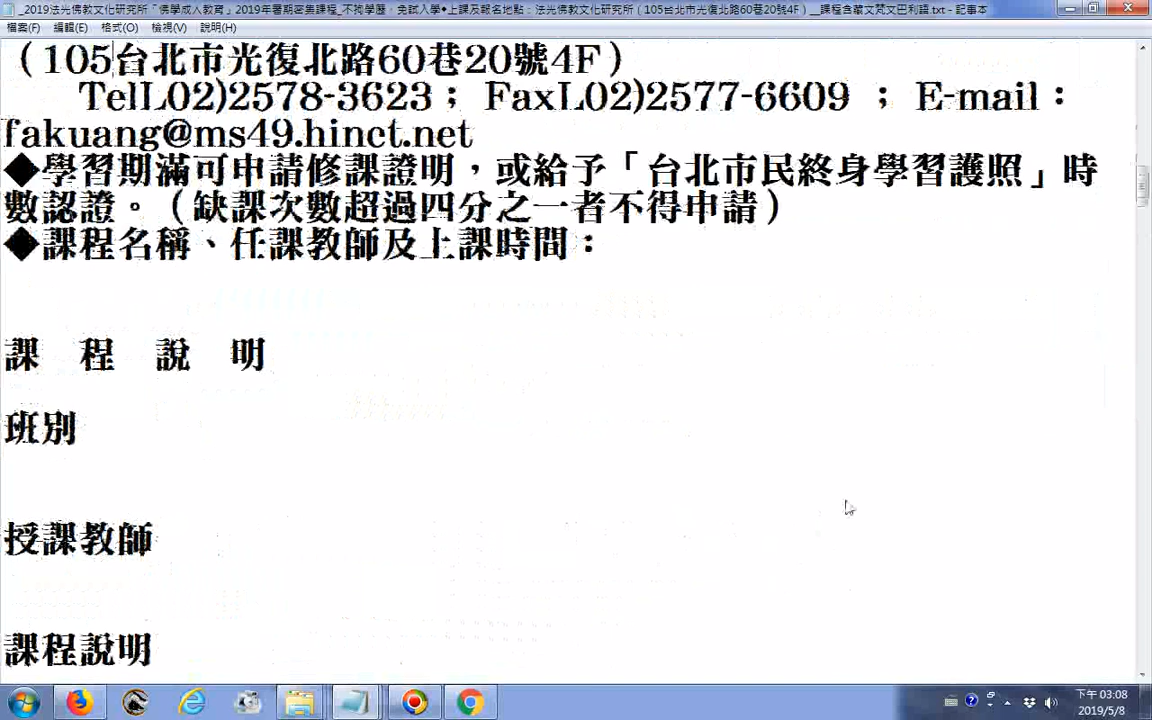 _2019法光佛教文化研究所「佛學成人教育」2019年暑期密集課程_不拘學歷，免試入學◆上課及報名地點：法光佛教文化研究所（105台北市光復北路60巷20號4F）__課程含藏文梵文巴利語.txt - 記事本
檔案(F) 編輯(E) 格式(O) 檢視(V) 說明(H)
（105台北市光復北路60巷20號4F）
TelL02)2578-3623； FaxL02)2577-6609 ； E-mail：
fakuang@ms49.hinct.net
◆學習期滿可申請修課證明，或給予「台北市民終身學習護照」時
數認證。（缺課次數超過四分之一者不得申請）
◆課程名稱、任課教師及上課時間：
課 程 說 明
班別
授課教師
課程說明
下午 03:08
2019/5/8